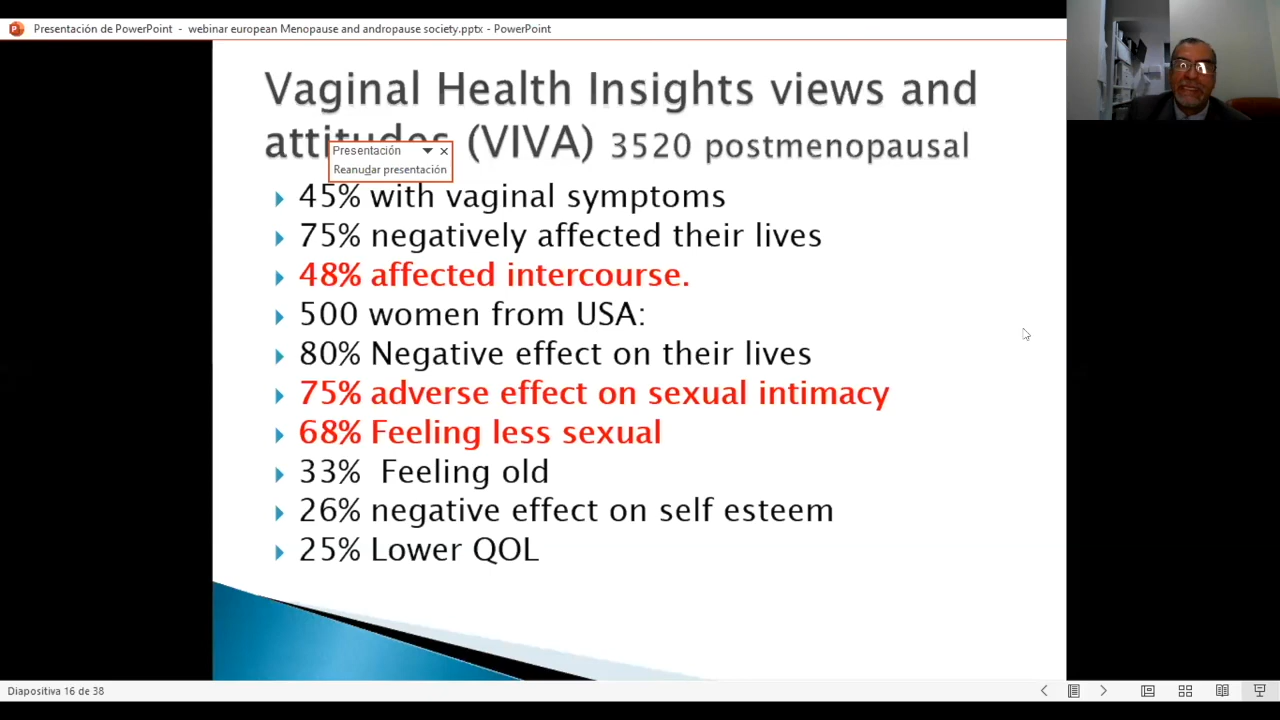 Presentación de PowerPoint - webinar european Menopause and andropause society.pptx - PowerPoint
Vaginal Health Insights views and
attitudes (VIVA) 3520 postmenopausal
Presentación
Reanudar presentación
45% with vaginal symptoms
75% negatively affected their lives
48% affected intercourse.
500 women from USA:
80% Negative effect on their lives
75% adverse effect on sexual intimacy
68% Feeling less sexual
33% Feeling old
26% negative effect on self esteem
25% Lower QOL
Diapositiva 16 de 38